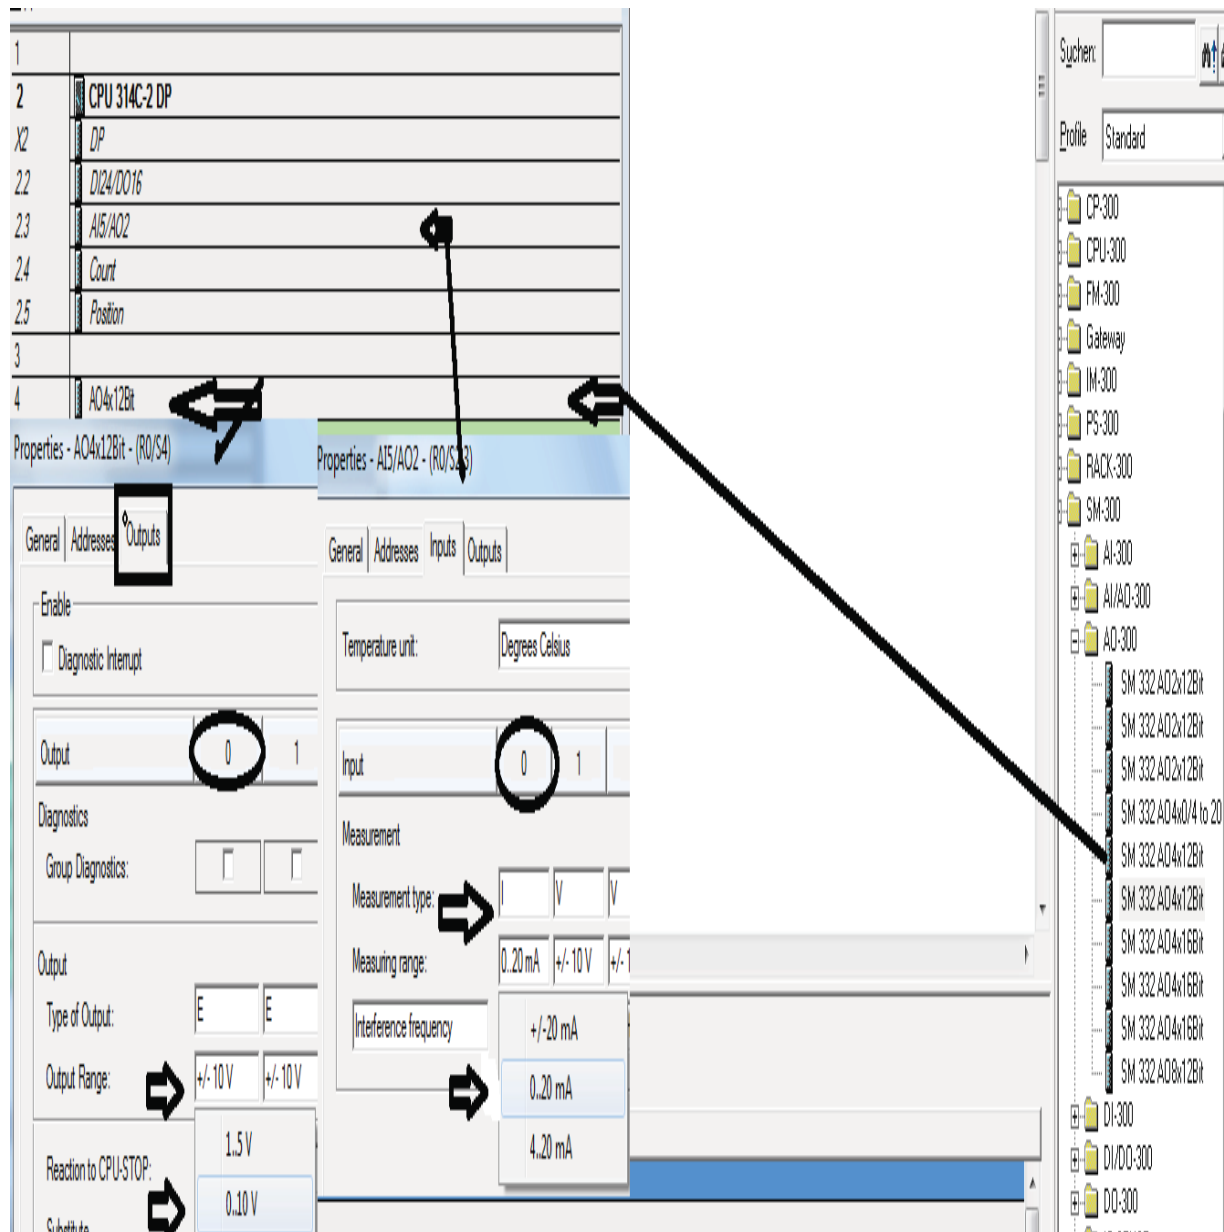 1
2 CPU 314C-2 DP
X2 DP
2.2 DI24/DO16
2.3 AI5/AO2
2.4 Count
2.5 Position
3
4 AO4x12Bit
Properties - AO4x12Bit - (R0/S4)
General Addresses Outputs
Enable
Diagnostic Interrupt
Output 0 1
Diagnostics
Group Diagnostics:
Output
Type of Output: E E
Output Range: +/- 10 V +/- 10 V
1..5 V
Reaction to CPU-STOP:
0..10 V
Substitute
Properties - AI5/AO2 - (R0/S2.3)
General Addresses Inputs Outputs
Temperature unit: Degrees Celsius
Input 0 1
Measurement
Measurement type: I V V
Measuring range: 0..20 mA +/- 10 V +/- 1
Interference frequency
+/-20 mA
0..20 mA
4..20 mA
Suchen:
Profile Standard
CP-300
CPU-300
FM-300
Gateway
IM-300
PS-300
RACK-300
SM-300
AI-300
AI/AO-300
AO-300
SM 332 AO2x12Bit
SM 332 AO2x12Bit
SM 332 AO2x12Bit
SM 332 AO4x0/4 to 20
SM 332 AO4x12Bit
SM 332 AO4x12Bit
SM 332 AO4x16Bit
SM 332 AO4x16Bit
SM 332 AO4x16Bit
SM 332 AO8x12Bit
DI-300
DI/DO-300
DO-300